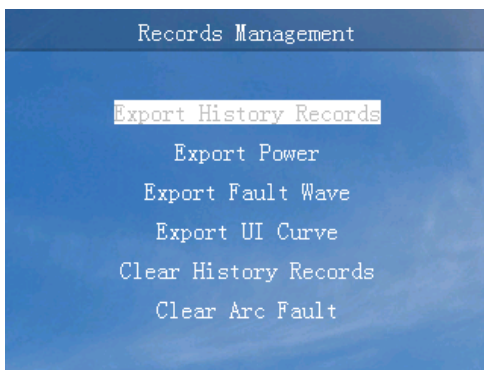 Records Management
Export History Records
Export Power
Export Fault Wave
Export UI Curve
Clear History Records
Clear Arc Fault